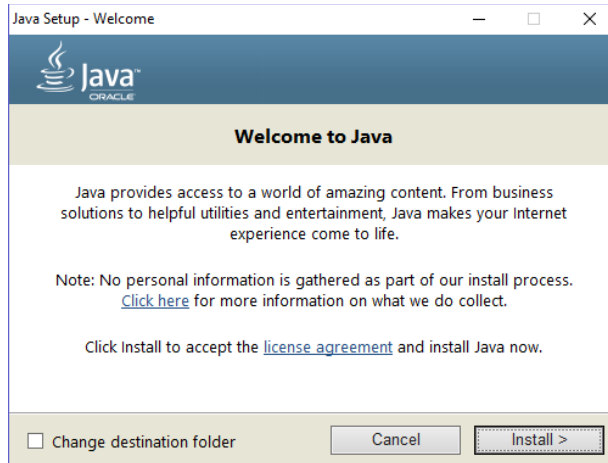 Java Setup - Welcome
Java™
ORACLE
Welcome to Java
Java provides access to a world of amazing content. From business
solutions to helpful utilities and entertainment, Java makes your Internet
experience come to life.
Note: No personal information is gathered as part of our install process.
Click here for more information on what we do collect.
Click Install to accept the license agreement and install Java now.
Change destination folder
Cancel
Install >